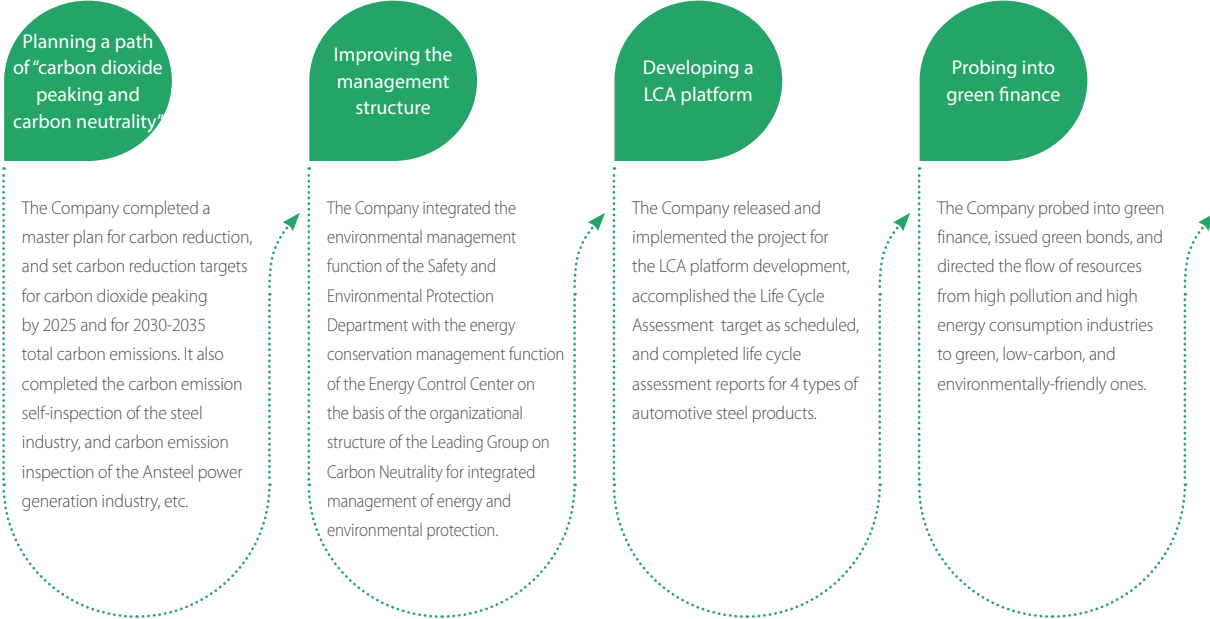 Planning a path
of “carbon dioxide
peaking and
carbon neutrality”
The Company completed a
master plan for carbon reduction,
and set carbon reduction targets
for carbon dioxide peaking
by 2025 and for 2030-2035
total carbon emissions. It also
completed the carbon emission
self-inspection of the steel
industry, and carbon emission
inspection of the Ansteel power
generation industry, etc.
Improving the
management
structure
The Company integrated the
environmental management
function of the Safety and
Environmental Protection
Department with the energy
conservation management function
of the Energy Control Center on
the basis of the organizational
structure of the Leading Group on
Carbon Neutrality for integrated
management of energy and
environmental protection.
Developing a
LCA platform
The Company released and
implemented the project for
the LCA platform development,
accomplished the Life Cycle
Assessment target as scheduled,
and completed life cycle
assessment reports for 4 types of
automotive steel products.
Probing into
green finance
The Company probed into green
finance, issued green bonds, and
directed the flow of resources
from high pollution and high
energy consumption industries
to green, low-carbon, and
environmentally-friendly ones.